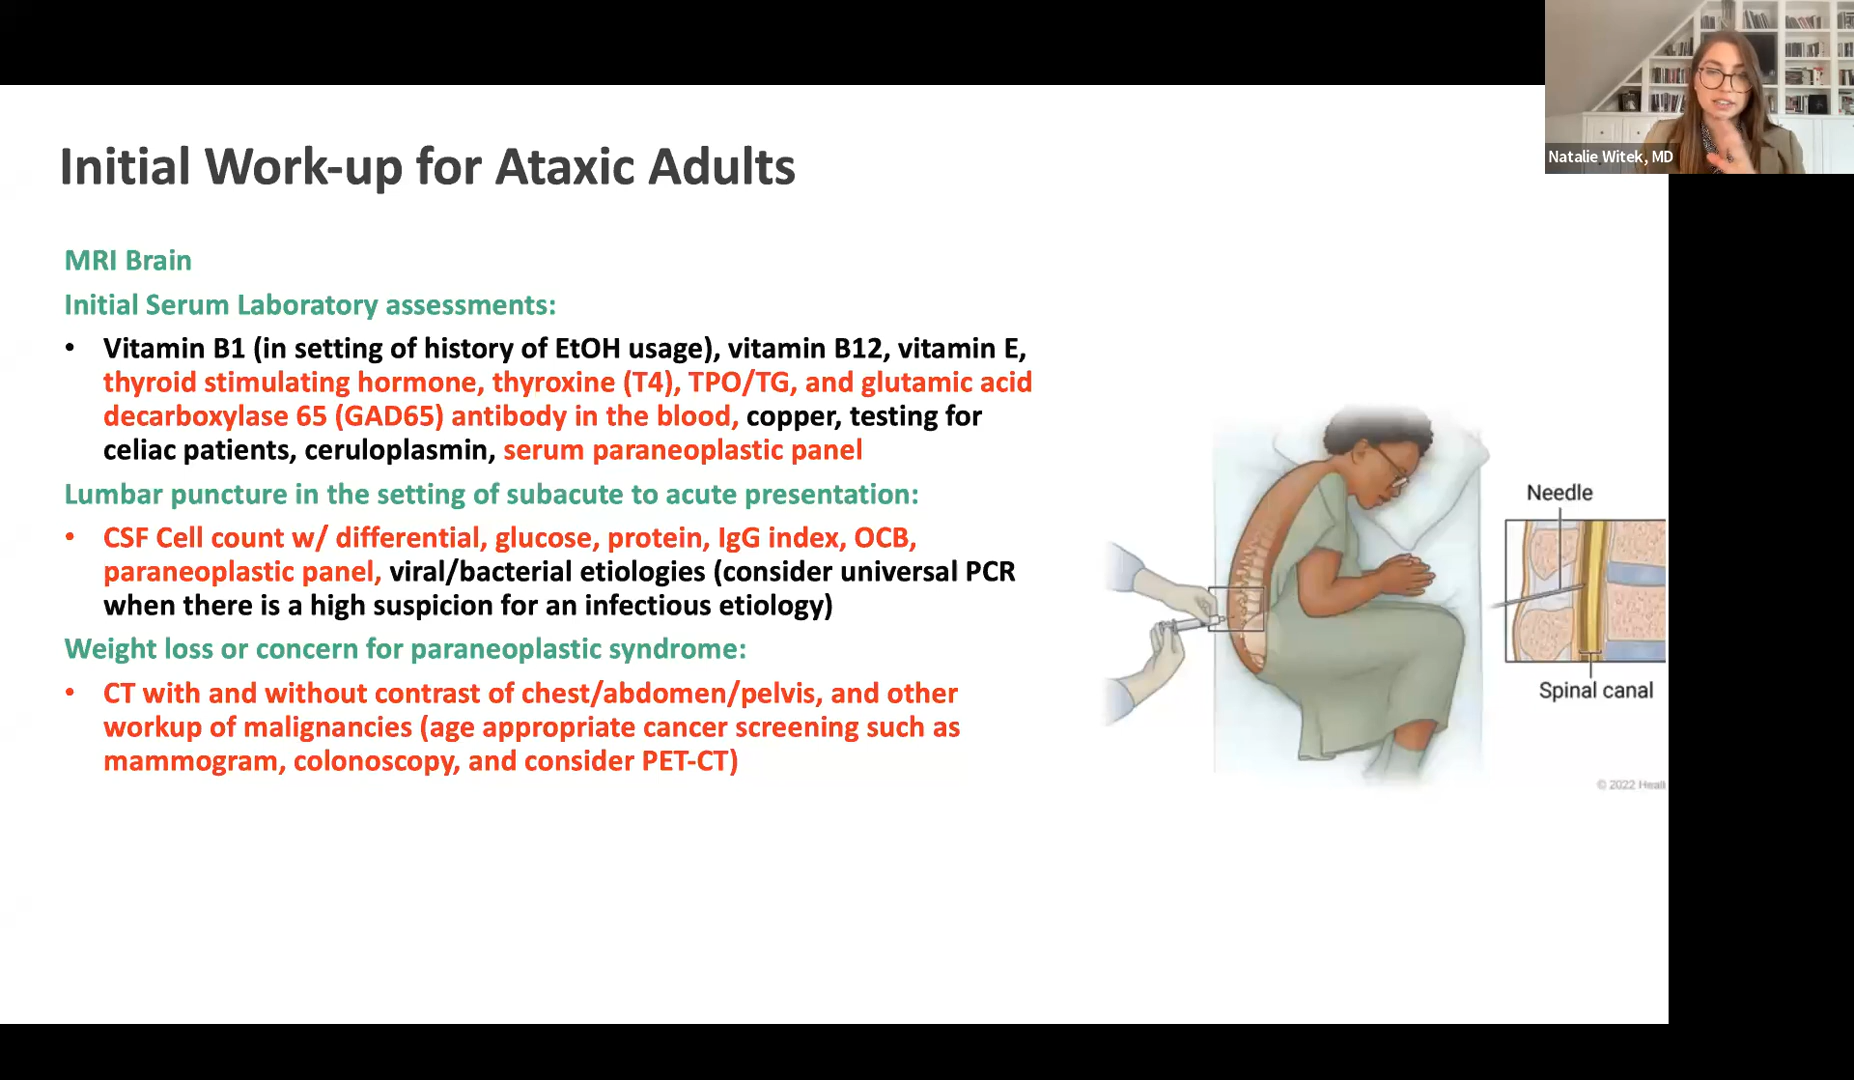 Natalie Witek, MD
Initial Work-up for Ataxic Adults
MRI Brain
Initial Serum Laboratory assessments:
• Vitamin B1 (in setting of history of EtOH usage), vitamin B12, vitamin E,
thyroid stimulating hormone, thyroxine (T4), TPO/TG, and glutamic acid
decarboxylase 65 (GAD65) antibody in the blood, copper, testing for
celiac patients, ceruloplasmin, serum paraneoplastic panel
Lumbar puncture in the setting of subacute to acute presentation:
• CSF Cell count w/ differential, glucose, protein, IgG index, OCB,
paraneoplastic panel, viral/bacterial etiologies (consider universal PCR
when there is a high suspicion for an infectious etiology)
Weight loss or concern for paraneoplastic syndrome:
• CT with and without contrast of chest/abdomen/pelvis, and other
workup of malignancies (age appropriate cancer screening such as
mammogram, colonoscopy, and consider PET-CT)
Needle
Spinal canal
© 2022